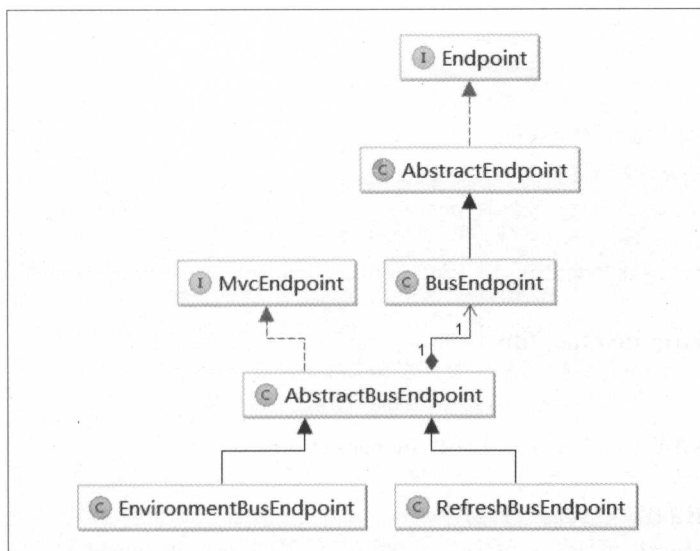 I Endpoint
C AbstractEndpoint
I MvcEndpoint
C BusEndpoint
1
1
C AbstractBusEndpoint
C EnvironmentBusEndpoint
C RefreshBusEndpoint